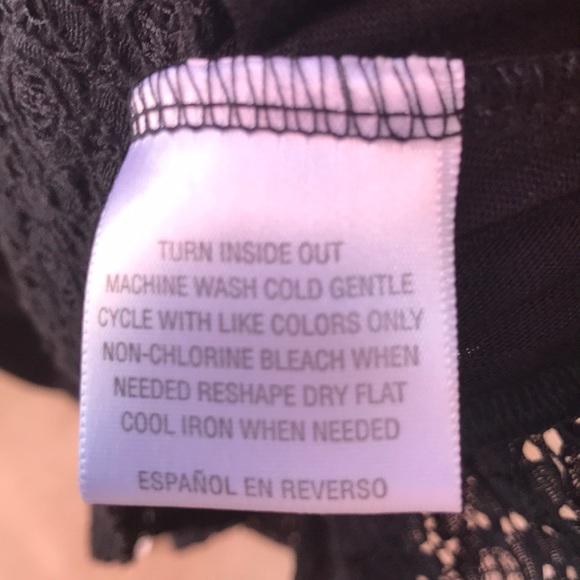 TURN INSIDE OUT
MACHINE WASH COLD GENTLE
CYCLE WITH LIKE COLORS ONLY
NON-CHLORINE BLEACH WHEN
NEEDED RESHAPE DRY FLAT
COOL IRON WHEN NEEDED
ESPAÑOL EN REVERSO